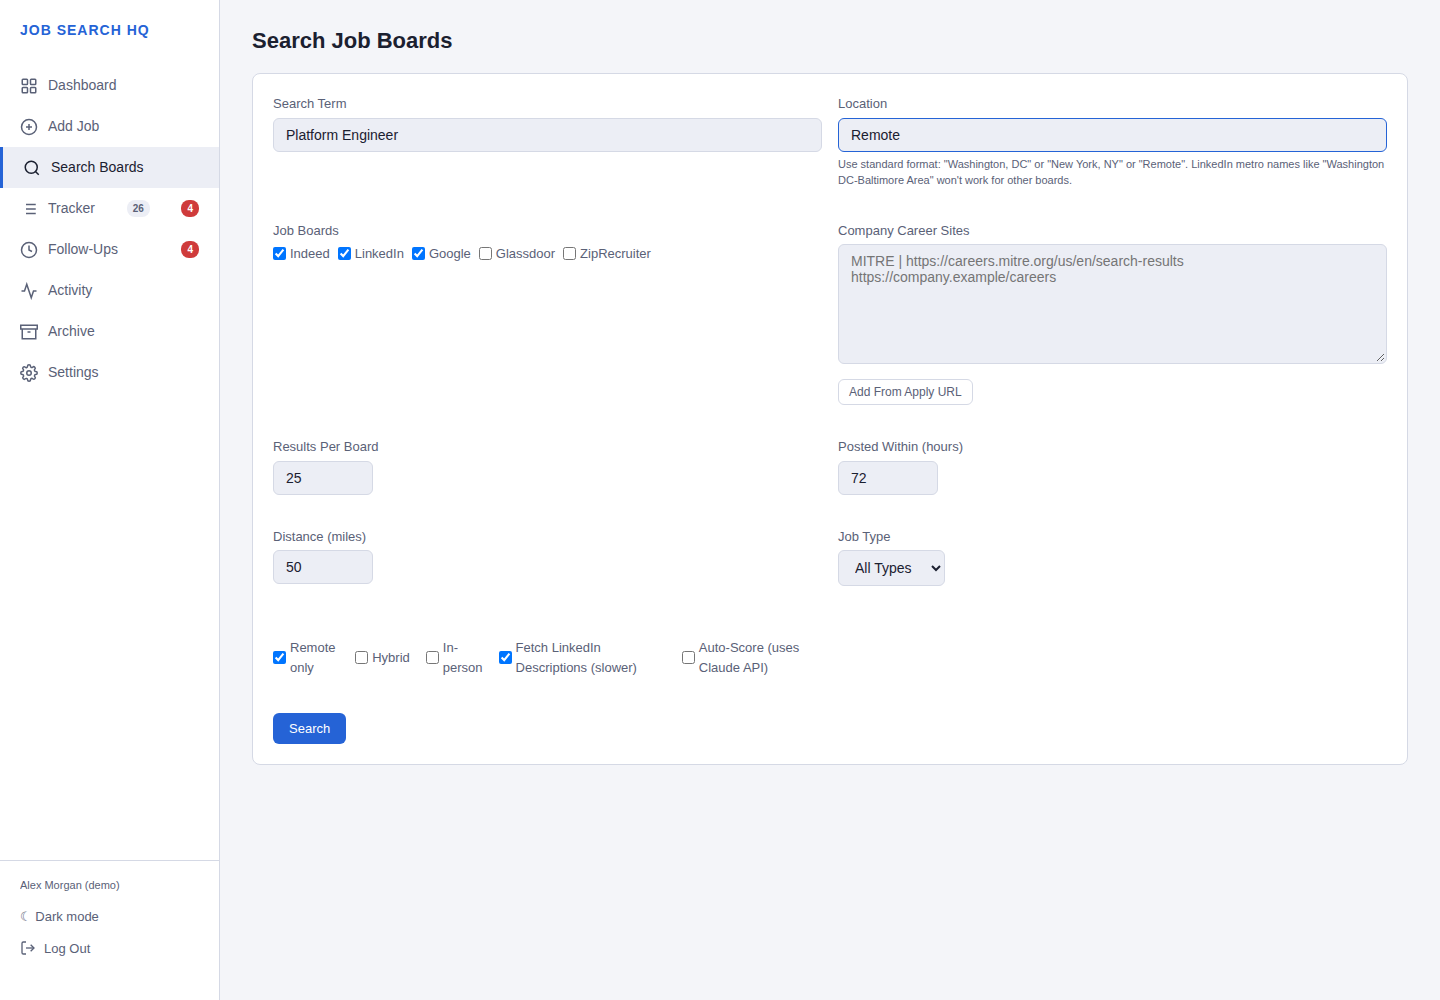 JOB SEARCH HQ
Dashboard
Add Job
Search Boards
Tracker 26 4
Follow-Ups 4
Activity
Archive
Settings
Alex Morgan (demo)
Dark mode
Log Out
Search Job Boards
Search Term
Platform Engineer
Location
Remote
Use standard format: "Washington, DC" or "New York, NY" or "Remote". LinkedIn metro names like "Washington
DC-Baltimore Area" won't work for other boards.
Job Boards
Indeed LinkedIn Google Glassdoor ZipRecruiter
Company Career Sites
MITRE | https://careers.mitre.org/us/en/search-results
https://company.example/careers
Add From Apply URL
Results Per Board
25
Posted Within (hours)
72
Distance (miles)
50
Job Type
All Types
Remote
only
Hybrid
In-
person
Fetch LinkedIn
Descriptions (slower)
Auto-Score (uses
Claude API)
Search